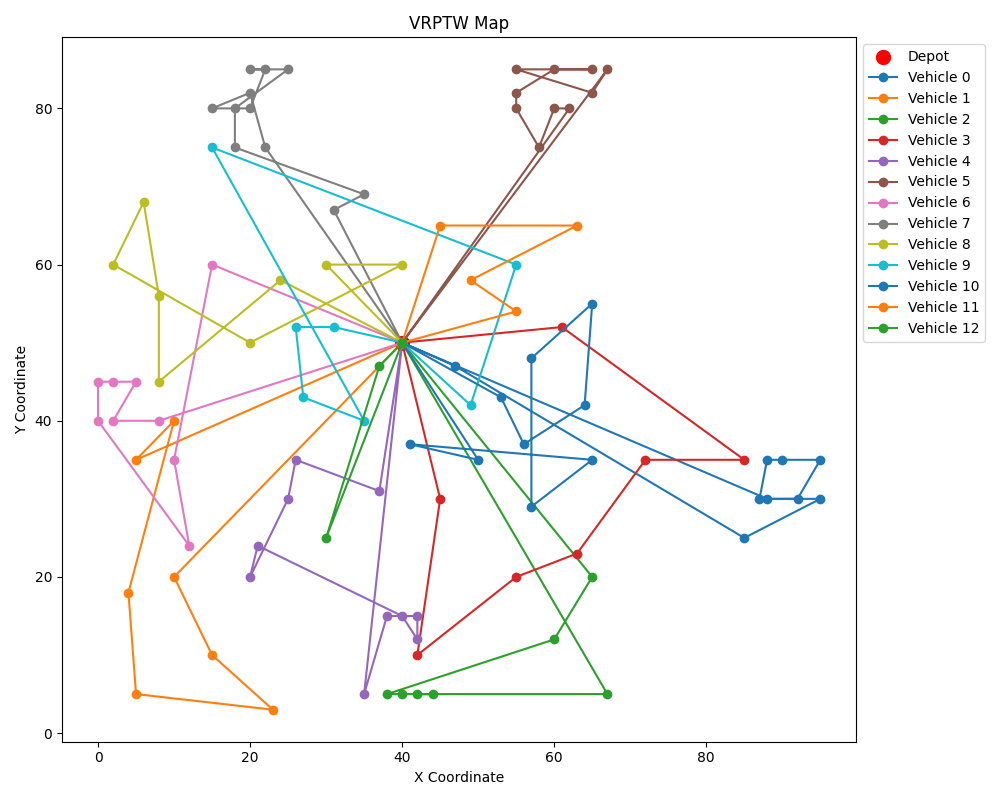 VRPTW Map
Y Coordinate
80
60
40
20
0
0 20 40 60 80
X Coordinate
Depot
Vehicle 0
Vehicle 1
Vehicle 2
Vehicle 3
Vehicle 4
Vehicle 5
Vehicle 6
Vehicle 7
Vehicle 8
Vehicle 9
Vehicle 10
Vehicle 11
Vehicle 12